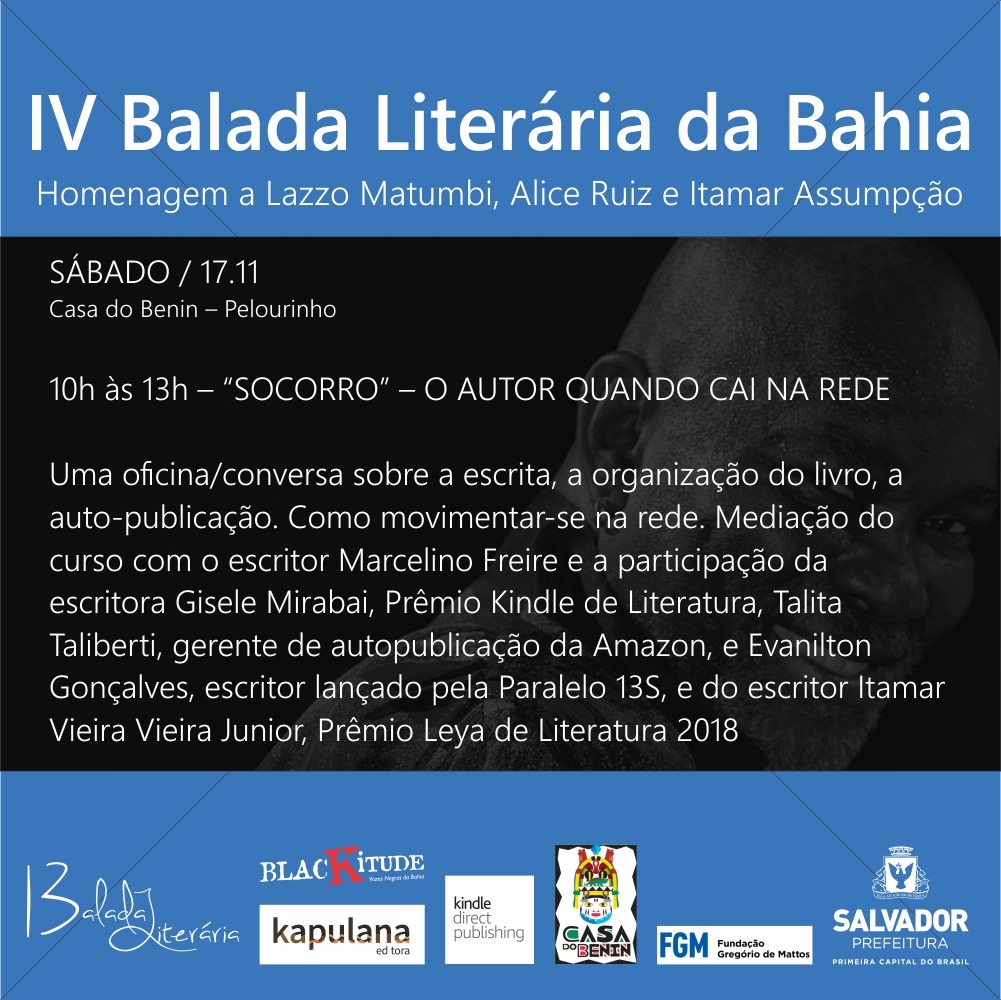 IV Balada Literária da Bahia
Homenagem a Lazzo Matumbi, Alice Ruiz e Itamar Assumpção
SÁBADO / 17.11
Casa do Benin – Pelourinho
10h às 13h – “SOCORRO” – O AUTOR QUANDO CAI NA REDE
Uma oficina/conversa sobre a escrita, a organização do livro, a
auto-publicação. Como movimentar-se na rede. Mediação do
curso com o escritor Marcelino Freire e a participação da
escritora Gisele Mirabai, Prêmio Kindle de Literatura, Talita
Taliberti, gerente de autopublicação da Amazon, e Evanilton
Gonçalves, escritor lançado pela Paralelo 13S, e do escritor Itamar
Vieira Vieira Junior, Prêmio Leya de Literatura 2018
Balada
Literária
BLACKITUDE
Vozes Negras da Bahia
kapulana
ed tora
kindle
direct
publishing
CASA
DO BENIN
FGM
Fundação
Gregório de Mattos
SALVADOR
PREFEITURA
PRIMEIRA CAPITAL DO BRASIL